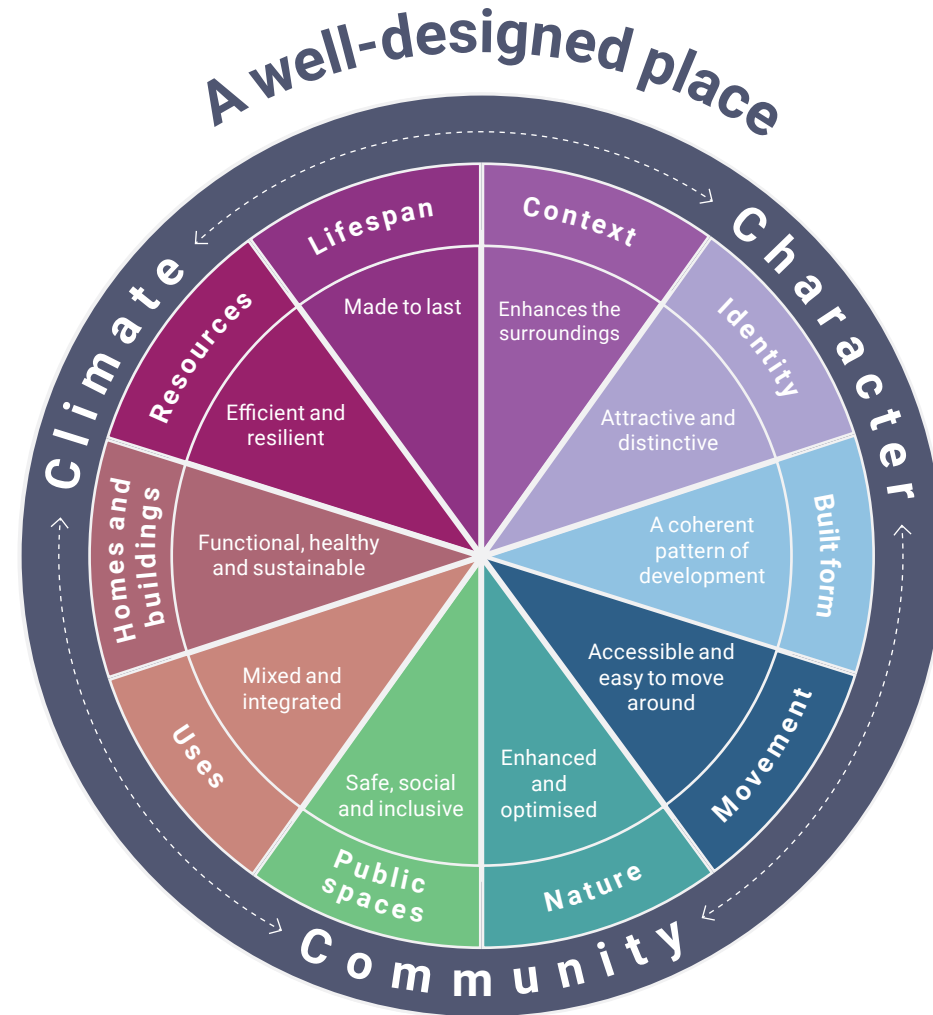 A well-designed place
Climate
Character
Community
Context
Enhances the
surroundings
Identity
Attractive and
distinctive
Built form
A coherent
pattern of
development
Movement
Accessible and
easy to move
around
Nature
Enhanced
and
optimised
Public
spaces
Safe, social
and inclusive
Uses
Mixed and
integrated
Homes and
buildings
Functional, healthy
and sustainable
Resources
Efficient and
resilient
Lifespan
Made to last